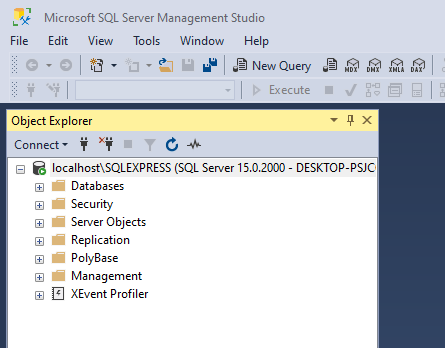 Microsoft SQL Server Management Studio
File Edit View Tools Window Help
New Query MDX DMX XMLA DAX
Execute
Object Explorer
Connect
localhost\SQLEXPRESS (SQL Server 15.0.2000 - DESKTOP-PSJC
Databases
Security
Server Objects
Replication
PolyBase
Management
XEvent Profiler